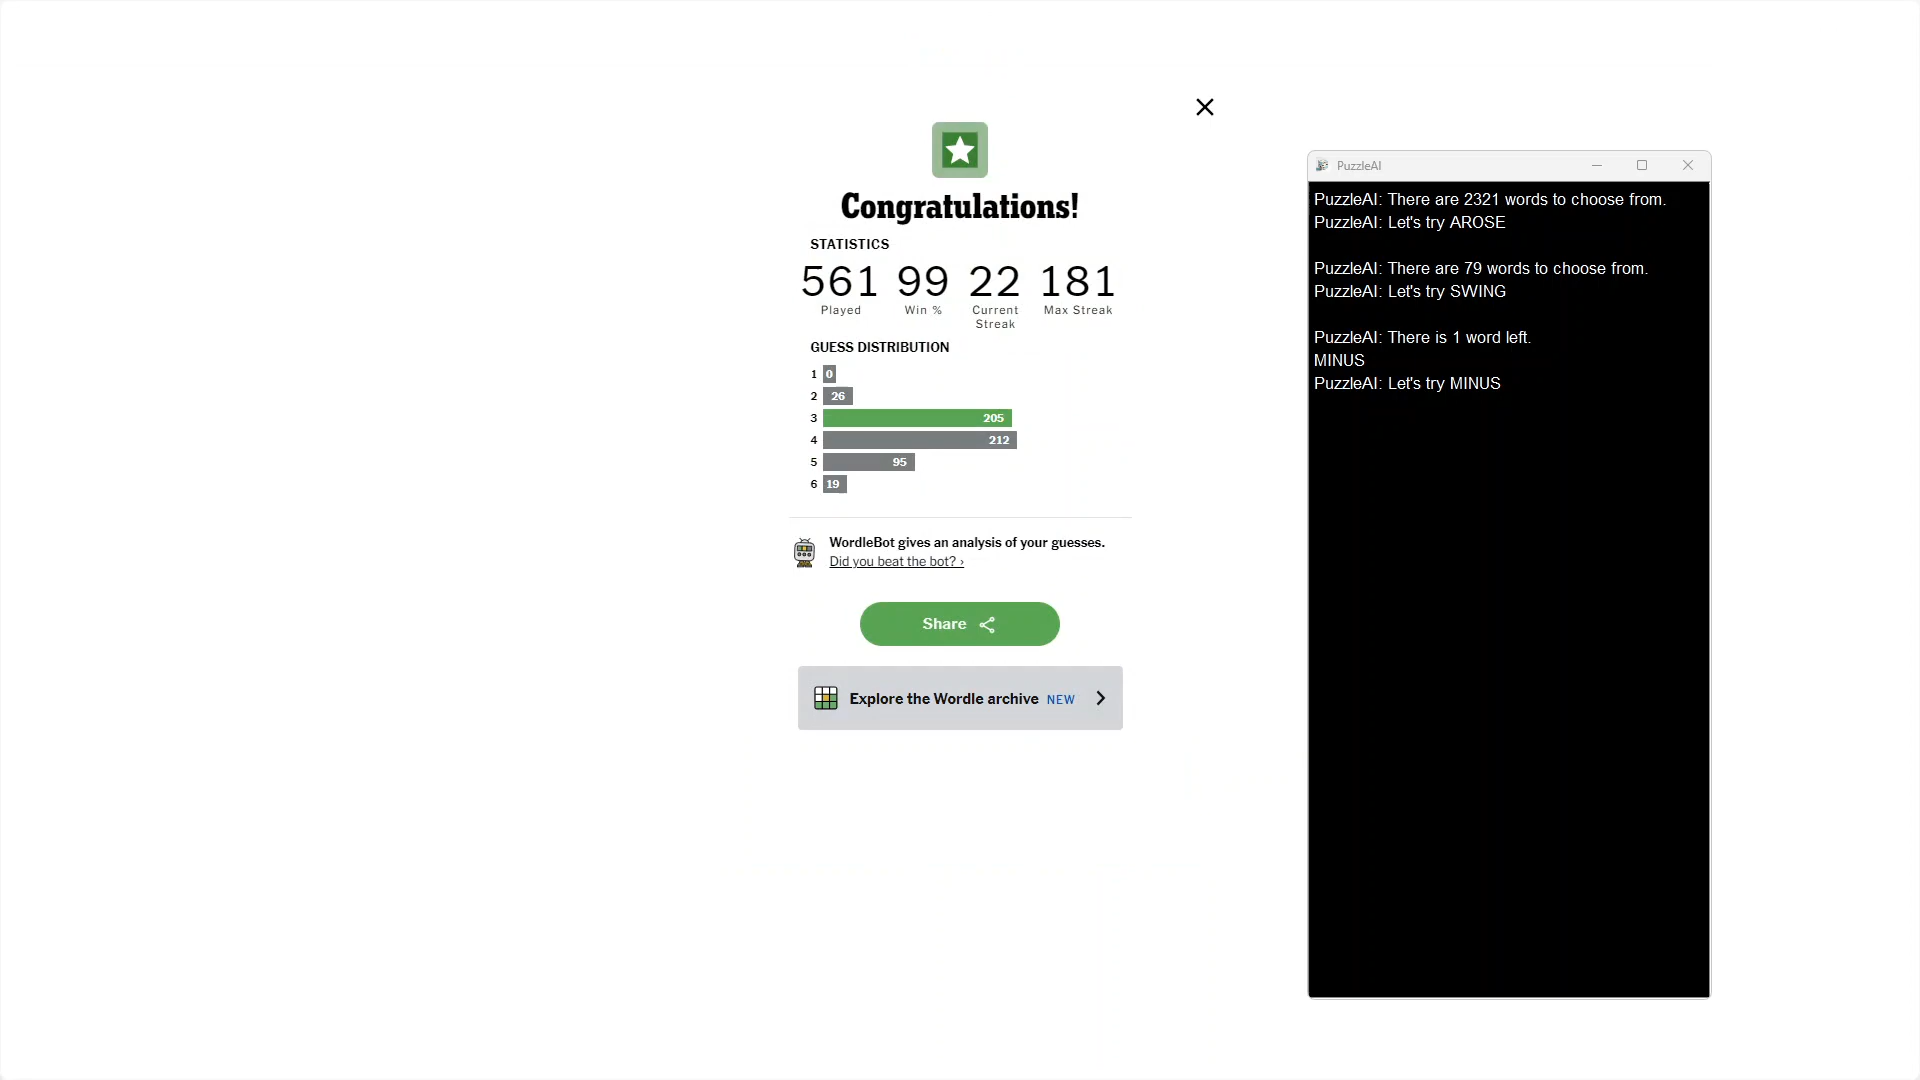 Congratulations!
STATISTICS
561 99 22 181
Played Win % Current Streak Max Streak
GUESS DISTRIBUTION
1 0
2 26
3 205
4 212
5 95
6 19
WordleBot gives an analysis of your guesses.
Did you beat the bot? ›
Share
Explore the Wordle archive NEW
PuzzleAI
PuzzleAI: There are 2321 words to choose from.
PuzzleAI: Let's try AROSE
PuzzleAI: There are 79 words to choose from.
PuzzleAI: Let's try SWING
PuzzleAI: There is 1 word left.
MINUS
PuzzleAI: Let's try MINUS